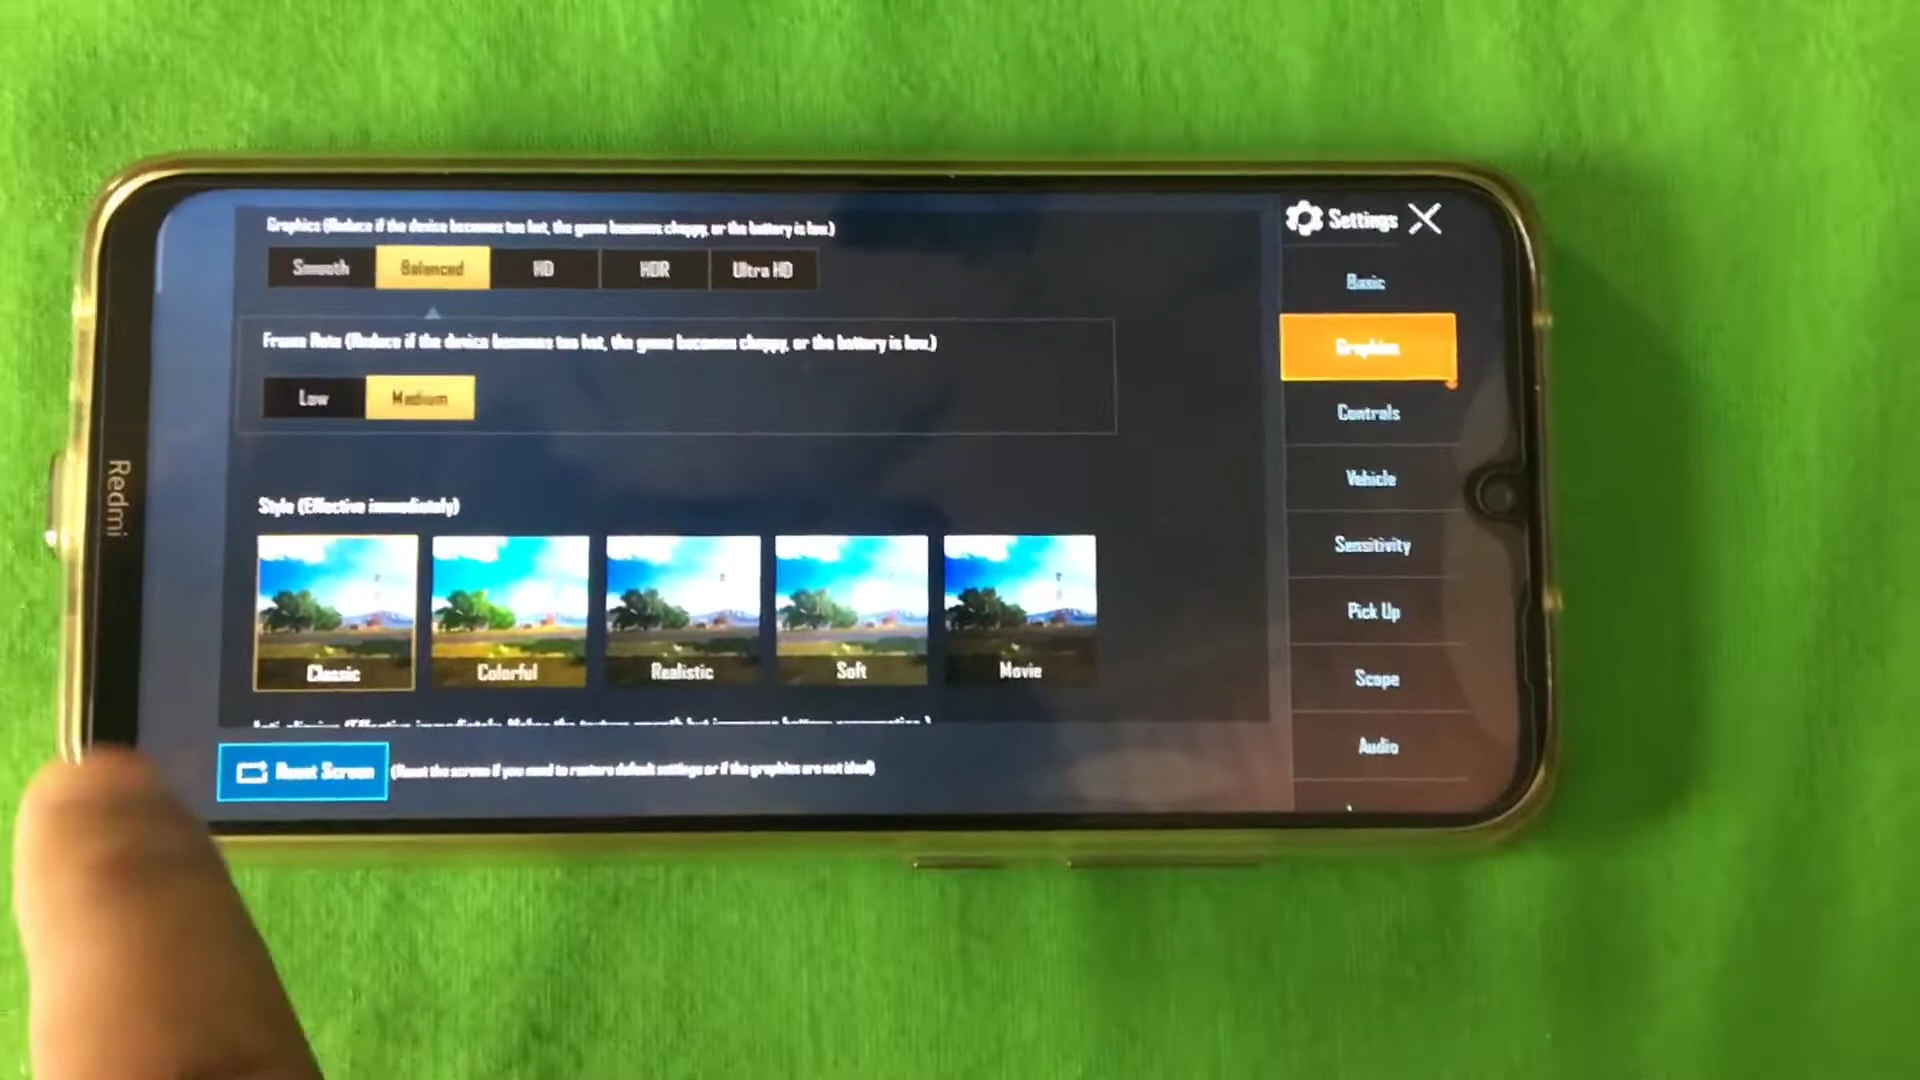 Graphics (Reduce if the device becomes too hot, the game becomes choppy, or the battery is low.)
Smooth
Balanced
HD
HDR
Ultra HD
Frame Rate (Reduce if the device becomes too hot, the game becomes choppy, or the battery is low.)
Low
Medium
Style (Effective immediately)
Classic
Colorful
Realistic
Soft
Movie
Reset Screen
(Reset the screen if you need to restore default settings or if the graphics are not ideal)
Settings
Basic
Graphics
Controls
Vehicle
Sensitivity
Pick Up
Scope
Audio
Redmi